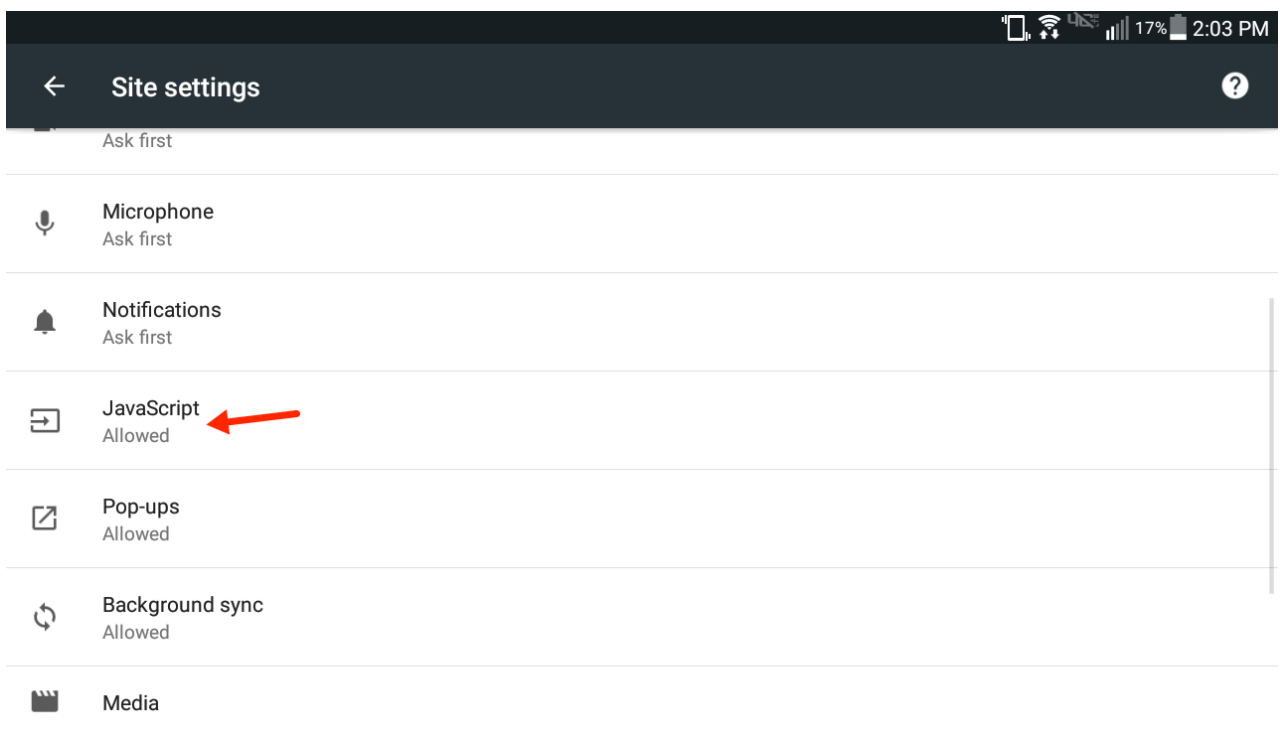 17% 2:03 PM
Site settings
Ask first
Microphone
Ask first
Notifications
Ask first
JavaScript
Allowed
Pop-ups
Allowed
Background sync
Allowed
Media